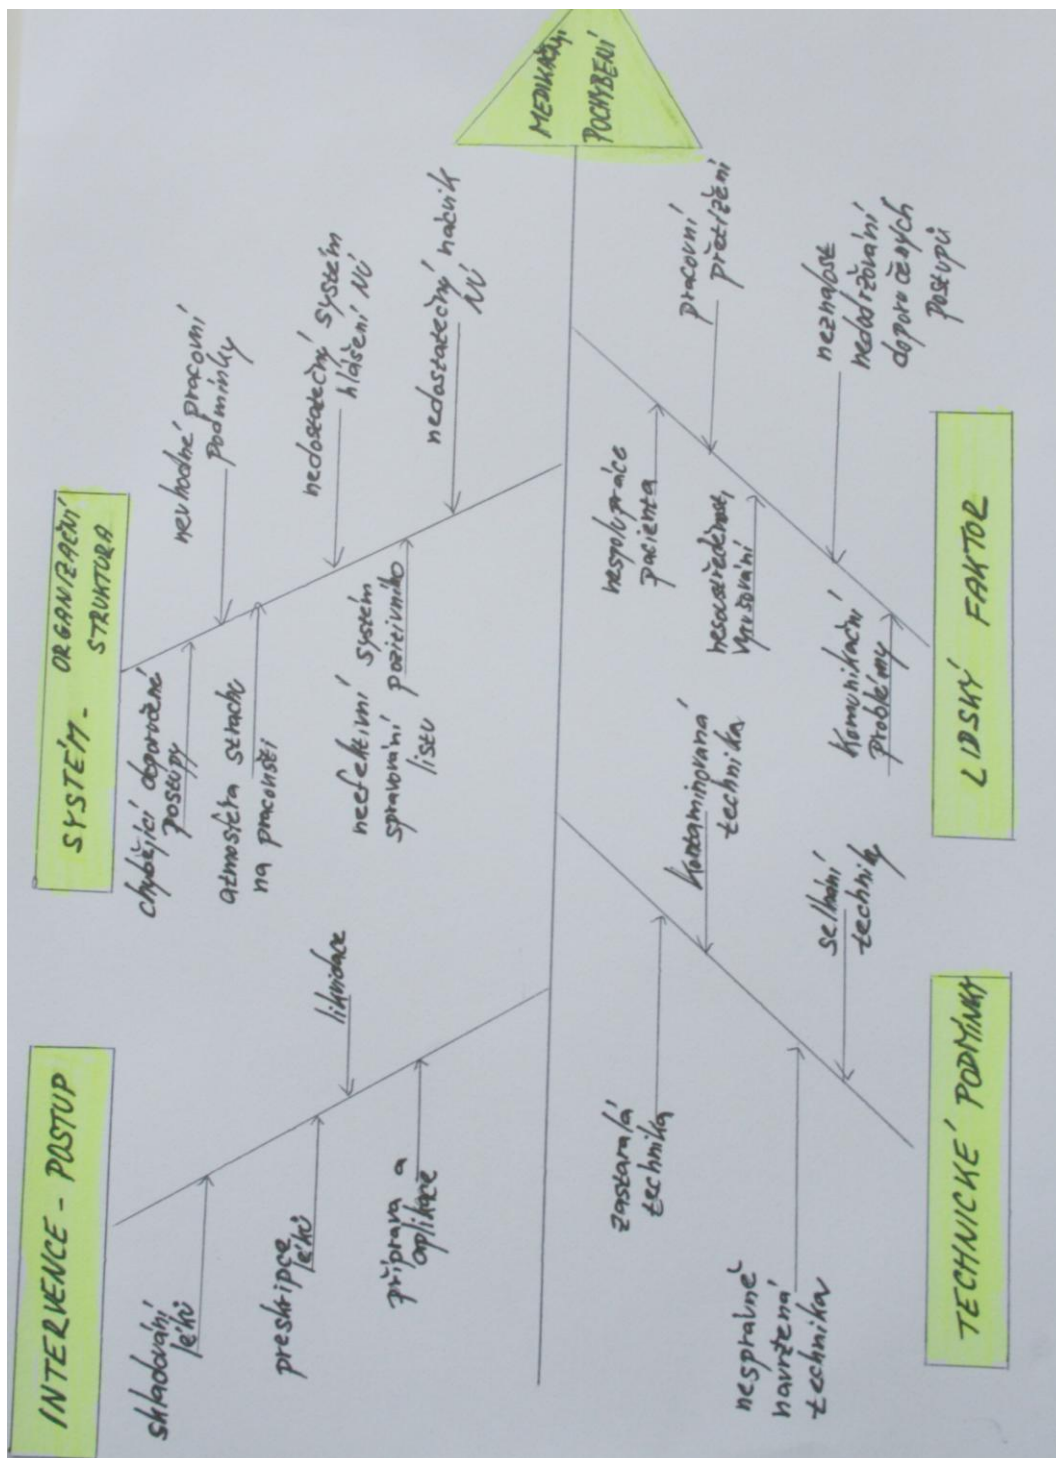 INTERVENCE - POSTUP
skladování
léků
preskripce
léků
příprava a
aplikace
likvidace
SYSTÉM - ORGANIZAČNÍ
STRUKTURA
chybějící doporučené
postupy
atmosféra strachu
na pracovišti
neefektivní systém
spravování pozitivního
listu
nevhodné pracovní
podmínky
nedostatečný systém
hlášení NÚ
nedostatečný nácvik
NÚ
MEDIKAČNÍ
POCHYBENÍ
TECHNICKÉ PODMÍNKY
zastaralá
technika
nesprávně
navržená
technika
kontaminovaná
technika
selhání
techniky
LIDSKÝ FAKTOR
nespolupráce
pacienta
nesoustředěnost,
vyrušování
komunikační
problémy
pracovní
přetížení
neznalost
nedodržování
doporučených
postupů